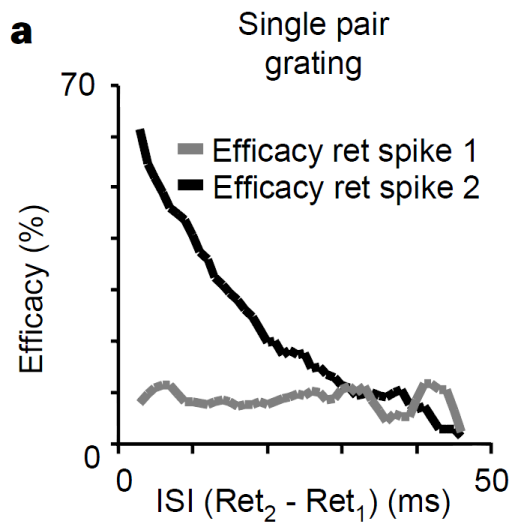 a
Single pair
grating
70
Efficacy ret spike 1
Efficacy ret spike 2
Efficacy (%)
0
0
50
ISI (Ret₂ - Ret₁) (ms)